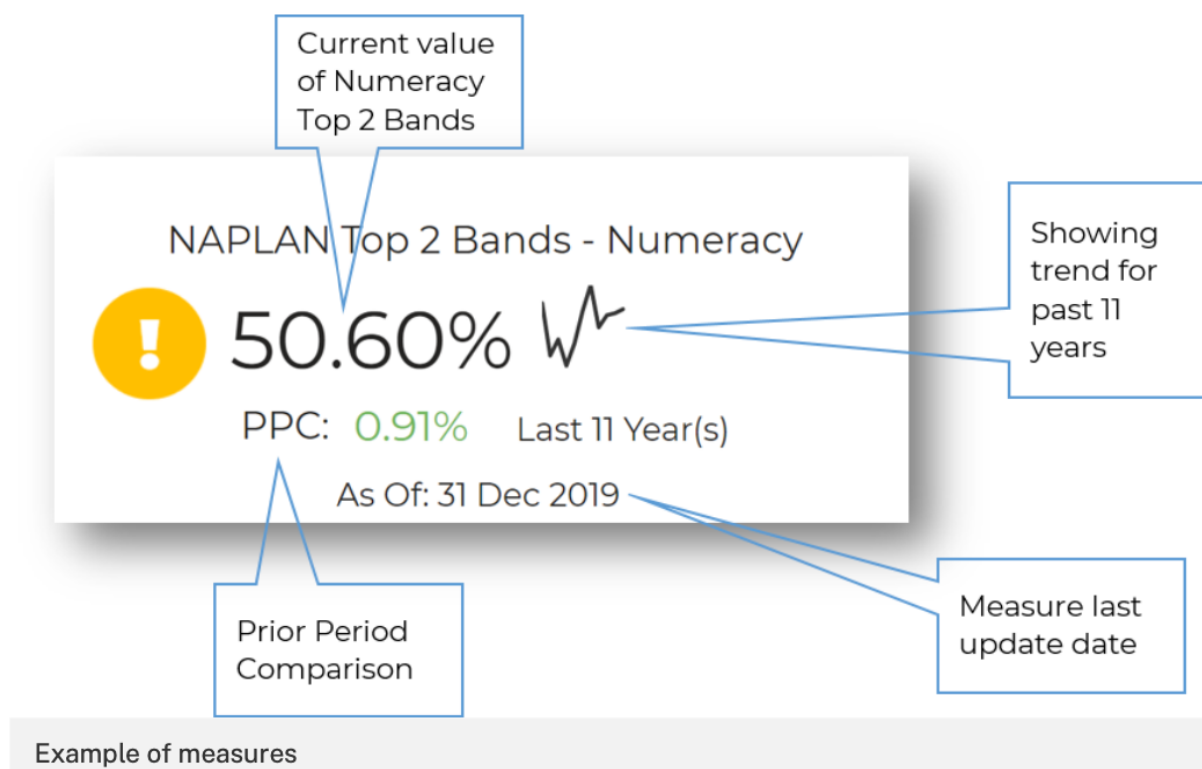 Current value
of Numeracy
Top 2 Bands
NAPLAN Top 2 Bands - Numeracy
!
50.60%
Showing
trend for
past 11
years
PPC: 0.91% Last 11 Year(s)
As Of: 31 Dec 2019
Prior Period
Comparison
Measure last
update date
Example of measures